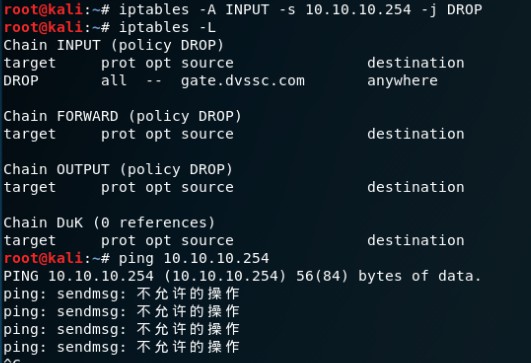 root@kali:~# iptables -A INPUT -s 10.10.10.254 -j DROP
root@kali:~# iptables -L
Chain INPUT (policy DROP)
target     prot opt source               destination
DROP       all  --  gate.dvssc.com       anywhere
Chain FORWARD (policy DROP)
target     prot opt source               destination
Chain OUTPUT (policy DROP)
target     prot opt source               destination
Chain DuK (0 references)
target     prot opt source               destination
root@kali:~# ping 10.10.10.254
PING 10.10.10.254 (10.10.10.254) 56(84) bytes of data.
ping: sendmsg: 不允许的操作
ping: sendmsg: 不允许的操作
ping: sendmsg: 不允许的操作
ping: sendmsg: 不允许的操作